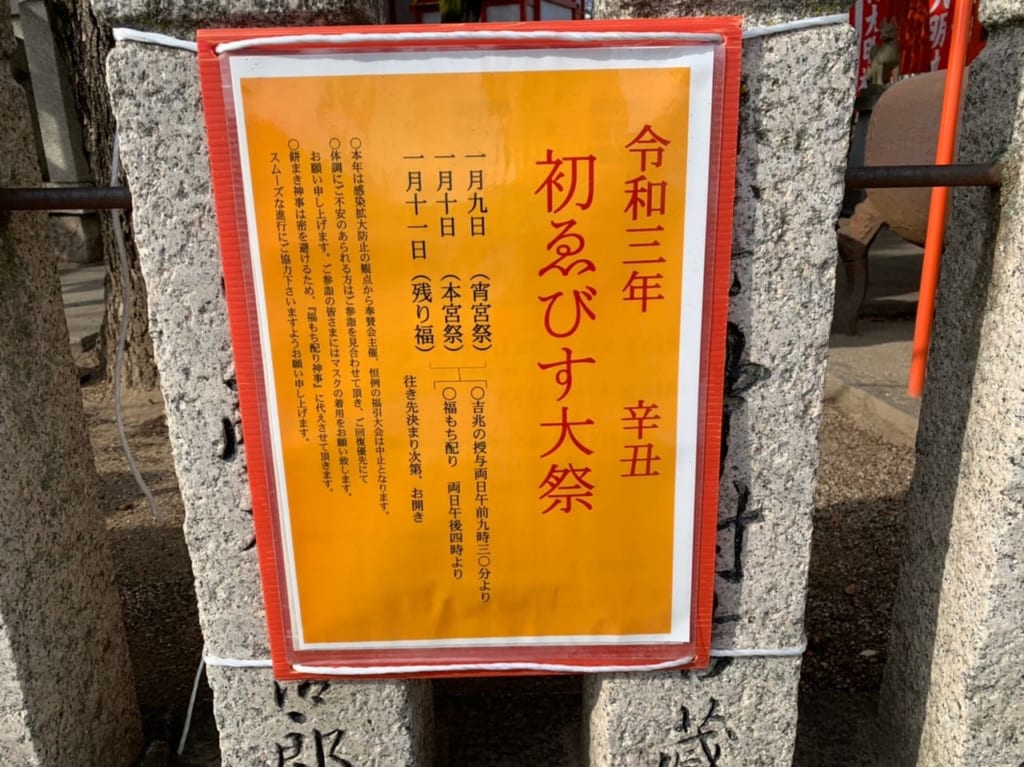 令和三年　辛丑
初ゑびす大祭
一月九日　（宵宮祭）
一月十日　（本宮祭）
○吉兆の授与両日午前九時三〇分より
○福もち配り　両日午後四時より
一月十一日　（残り福）　往き先決まり次第、お開き
○本年は感染拡大防止の観点から奉賛会主催、恒例の福引大会は中止となります。
○体調にご不安のあられる方はご参詣を見合わせて頂き、ご回復優先にて
お願い申し上げます。ご参詣の皆さまにはマスクの着用をお願い致します。
○餅まき神事は密を避けるため、『福もち配り神事』に代えさせて頂きます。
スムーズな進行にご協力下さいますようお願い申し上げます。
郎
蔵